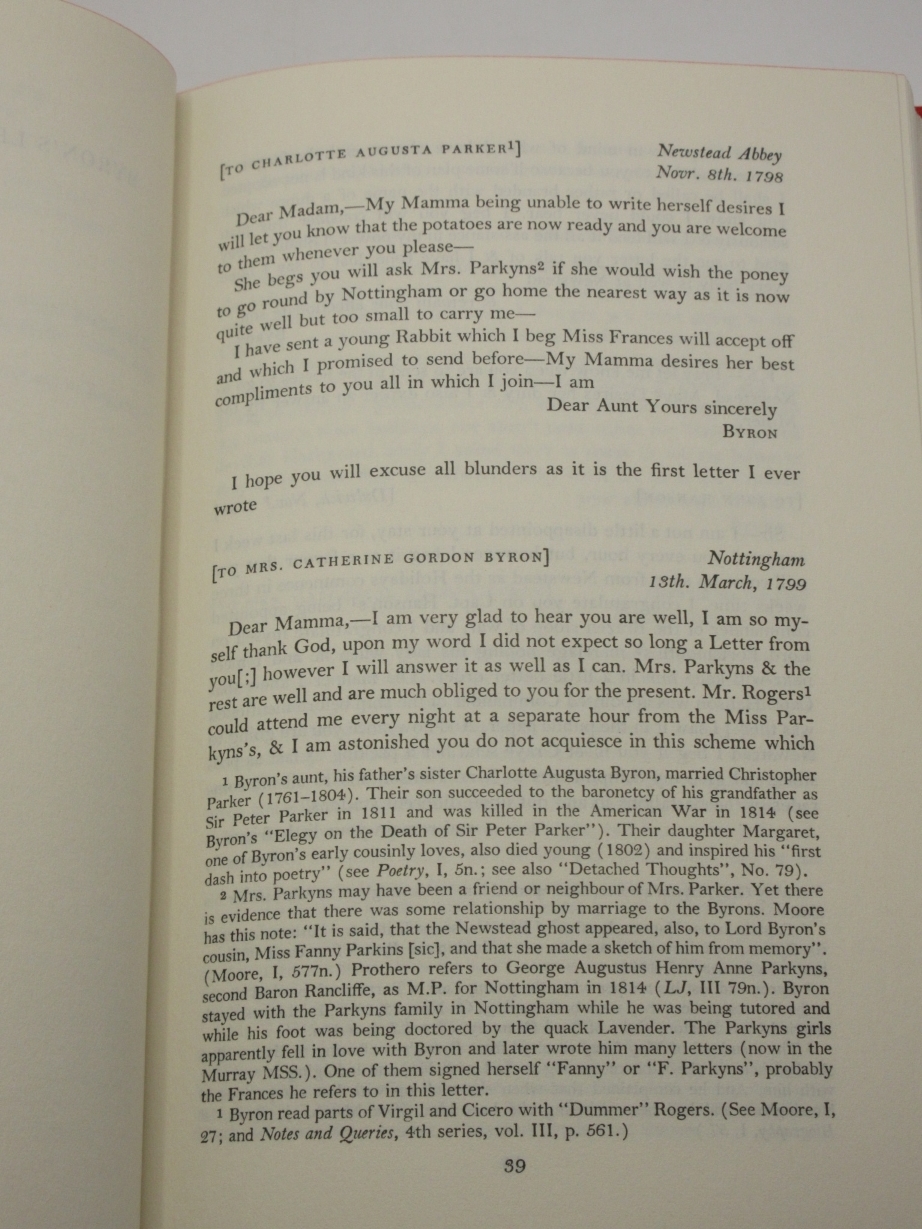 [TO CHARLOTTE AUGUSTA PARKER¹]
Newstead Abbey
Novr. 8th. 1798
Dear Madam,—My Mamma being unable to write herself desires I
will let you know that the potatoes are now ready and you are welcome
to them whenever you please—
She begs you will ask Mrs. Parkyns² if she would wish the poney
to go round by Nottingham or go home the nearest way as it is now
quite well but too small to carry me—
I have sent a young Rabbit which I beg Miss Frances will accept off
and which I promised to send before—My Mamma desires her best
compliments to you all in which I join—I am
Dear Aunt Yours sincerely
BYRON
I hope you will excuse all blunders as it is the first letter I ever
wrote
[TO MRS. CATHERINE GORDON BYRON]
Nottingham
13th. March, 1799
Dear Mamma,—I am very glad to hear you are well, I am so my-
self thank God, upon my word I did not expect so long a Letter from
you[;] however I will answer it as well as I can. Mrs. Parkyns & the
rest are well and are much obliged to you for the present. Mr. Rogers¹
could attend me every night at a separate hour from the Miss Par-
kyns's, & I am astonished you do not acquiesce in this scheme which
1 Byron's aunt, his father's sister Charlotte Augusta Byron, married Christopher
Parker (1761–1804). Their son succeeded to the baronetcy of his grandfather as
Sir Peter Parker in 1811 and was killed in the American War in 1814 (see
Byron's "Elegy on the Death of Sir Peter Parker"). Their daughter Margaret,
one of Byron's early cousinly loves, also died young (1802) and inspired his "first
dash into poetry" (see Poetry, I, 5n.; see also "Detached Thoughts", No. 79).
2 Mrs. Parkyns may have been a friend or neighbour of Mrs. Parker. Yet there
is evidence that there was some relationship by marriage to the Byrons. Moore
has this note: "It is said, that the Newstead ghost appeared, also, to Lord Byron's
cousin, Miss Fanny Parkins [sic], and that she made a sketch of him from memory".
(Moore, I, 577n.) Prothero refers to George Augustus Henry Anne Parkyns,
second Baron Rancliffe, as M.P. for Nottingham in 1814 (LJ, III 79n.). Byron
stayed with the Parkyns family in Nottingham while he was being tutored and
while his foot was being doctored by the quack Lavender. The Parkyns girls
apparently fell in love with Byron and later wrote him many letters (now in the
Murray MSS.). One of them signed herself "Fanny" or "F. Parkyns", probably
the Frances he refers to in this letter.
1 Byron read parts of Virgil and Cicero with "Dummer" Rogers. (See Moore, I,
27; and Notes and Queries, 4th series, vol. III, p. 561.)
39